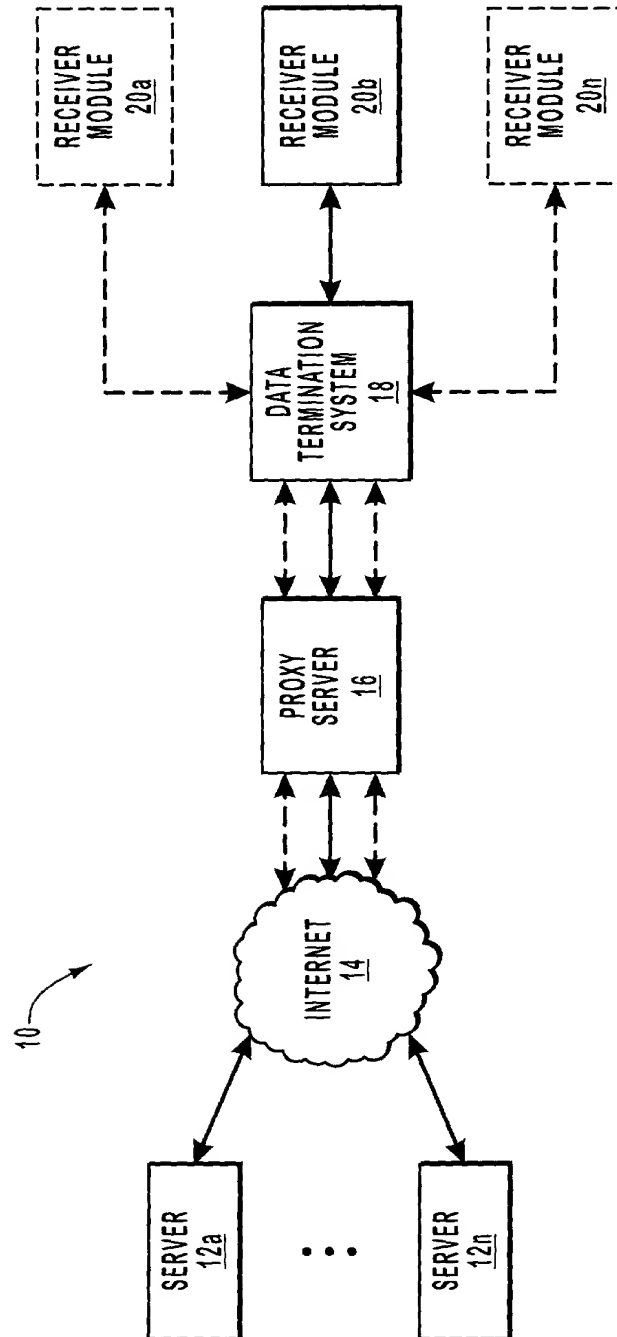 10
SERVER
12a
SERVER
12n
INTERNET
14
PROXY
SERVER
16
DATA
TERMINATION
SYSTEM
18
RECEIVER
MODULE
20a
RECEIVER
MODULE
20b
RECEIVER
MODULE
20n